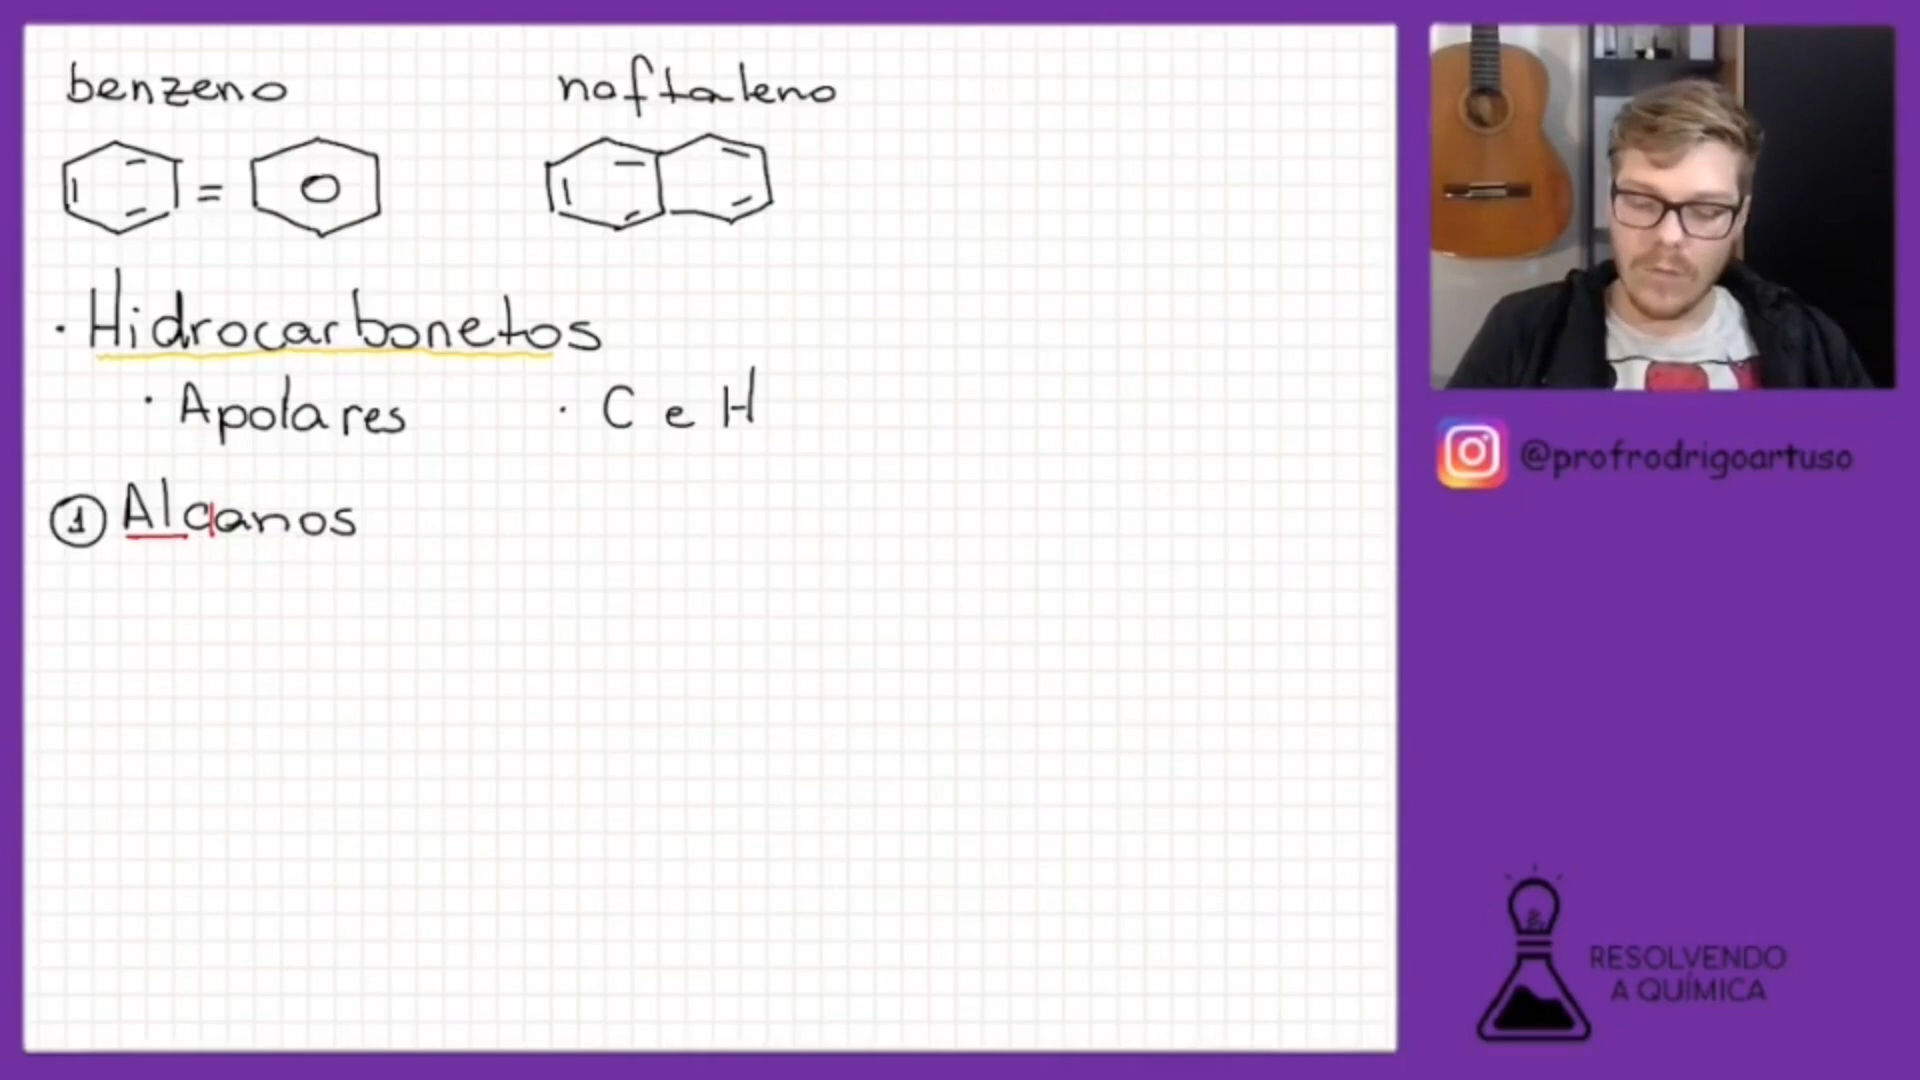 benzeno naftaleno
=
· Hidrocarbonetos
· Apolares · C e H
1 Alcanos
@profrodrigoartuso
RESOLVENDO
A QUÍMICA